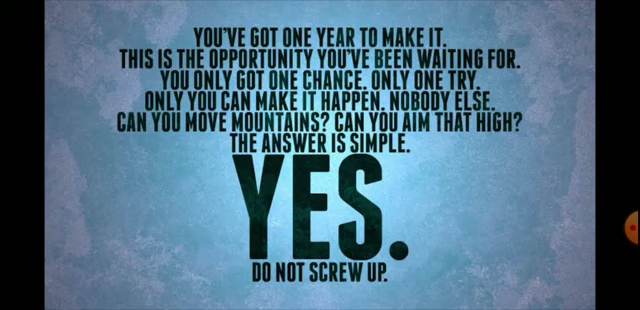 YOU'VE GOT ONE YEAR TO MAKE IT.
THIS IS THE OPPORTUNITY YOU'VE BEEN WAITING FOR.
YOU ONLY GOT ONE CHANCE. ONLY ONE TRY.
ONLY YOU CAN MAKE IT HAPPEN. NOBODY ELSE.
CAN YOU MOVE MOUNTAINS? CAN YOU AIM THAT HIGH?
THE ANSWER IS SIMPLE.
YES.
DO NOT SCREW UP.